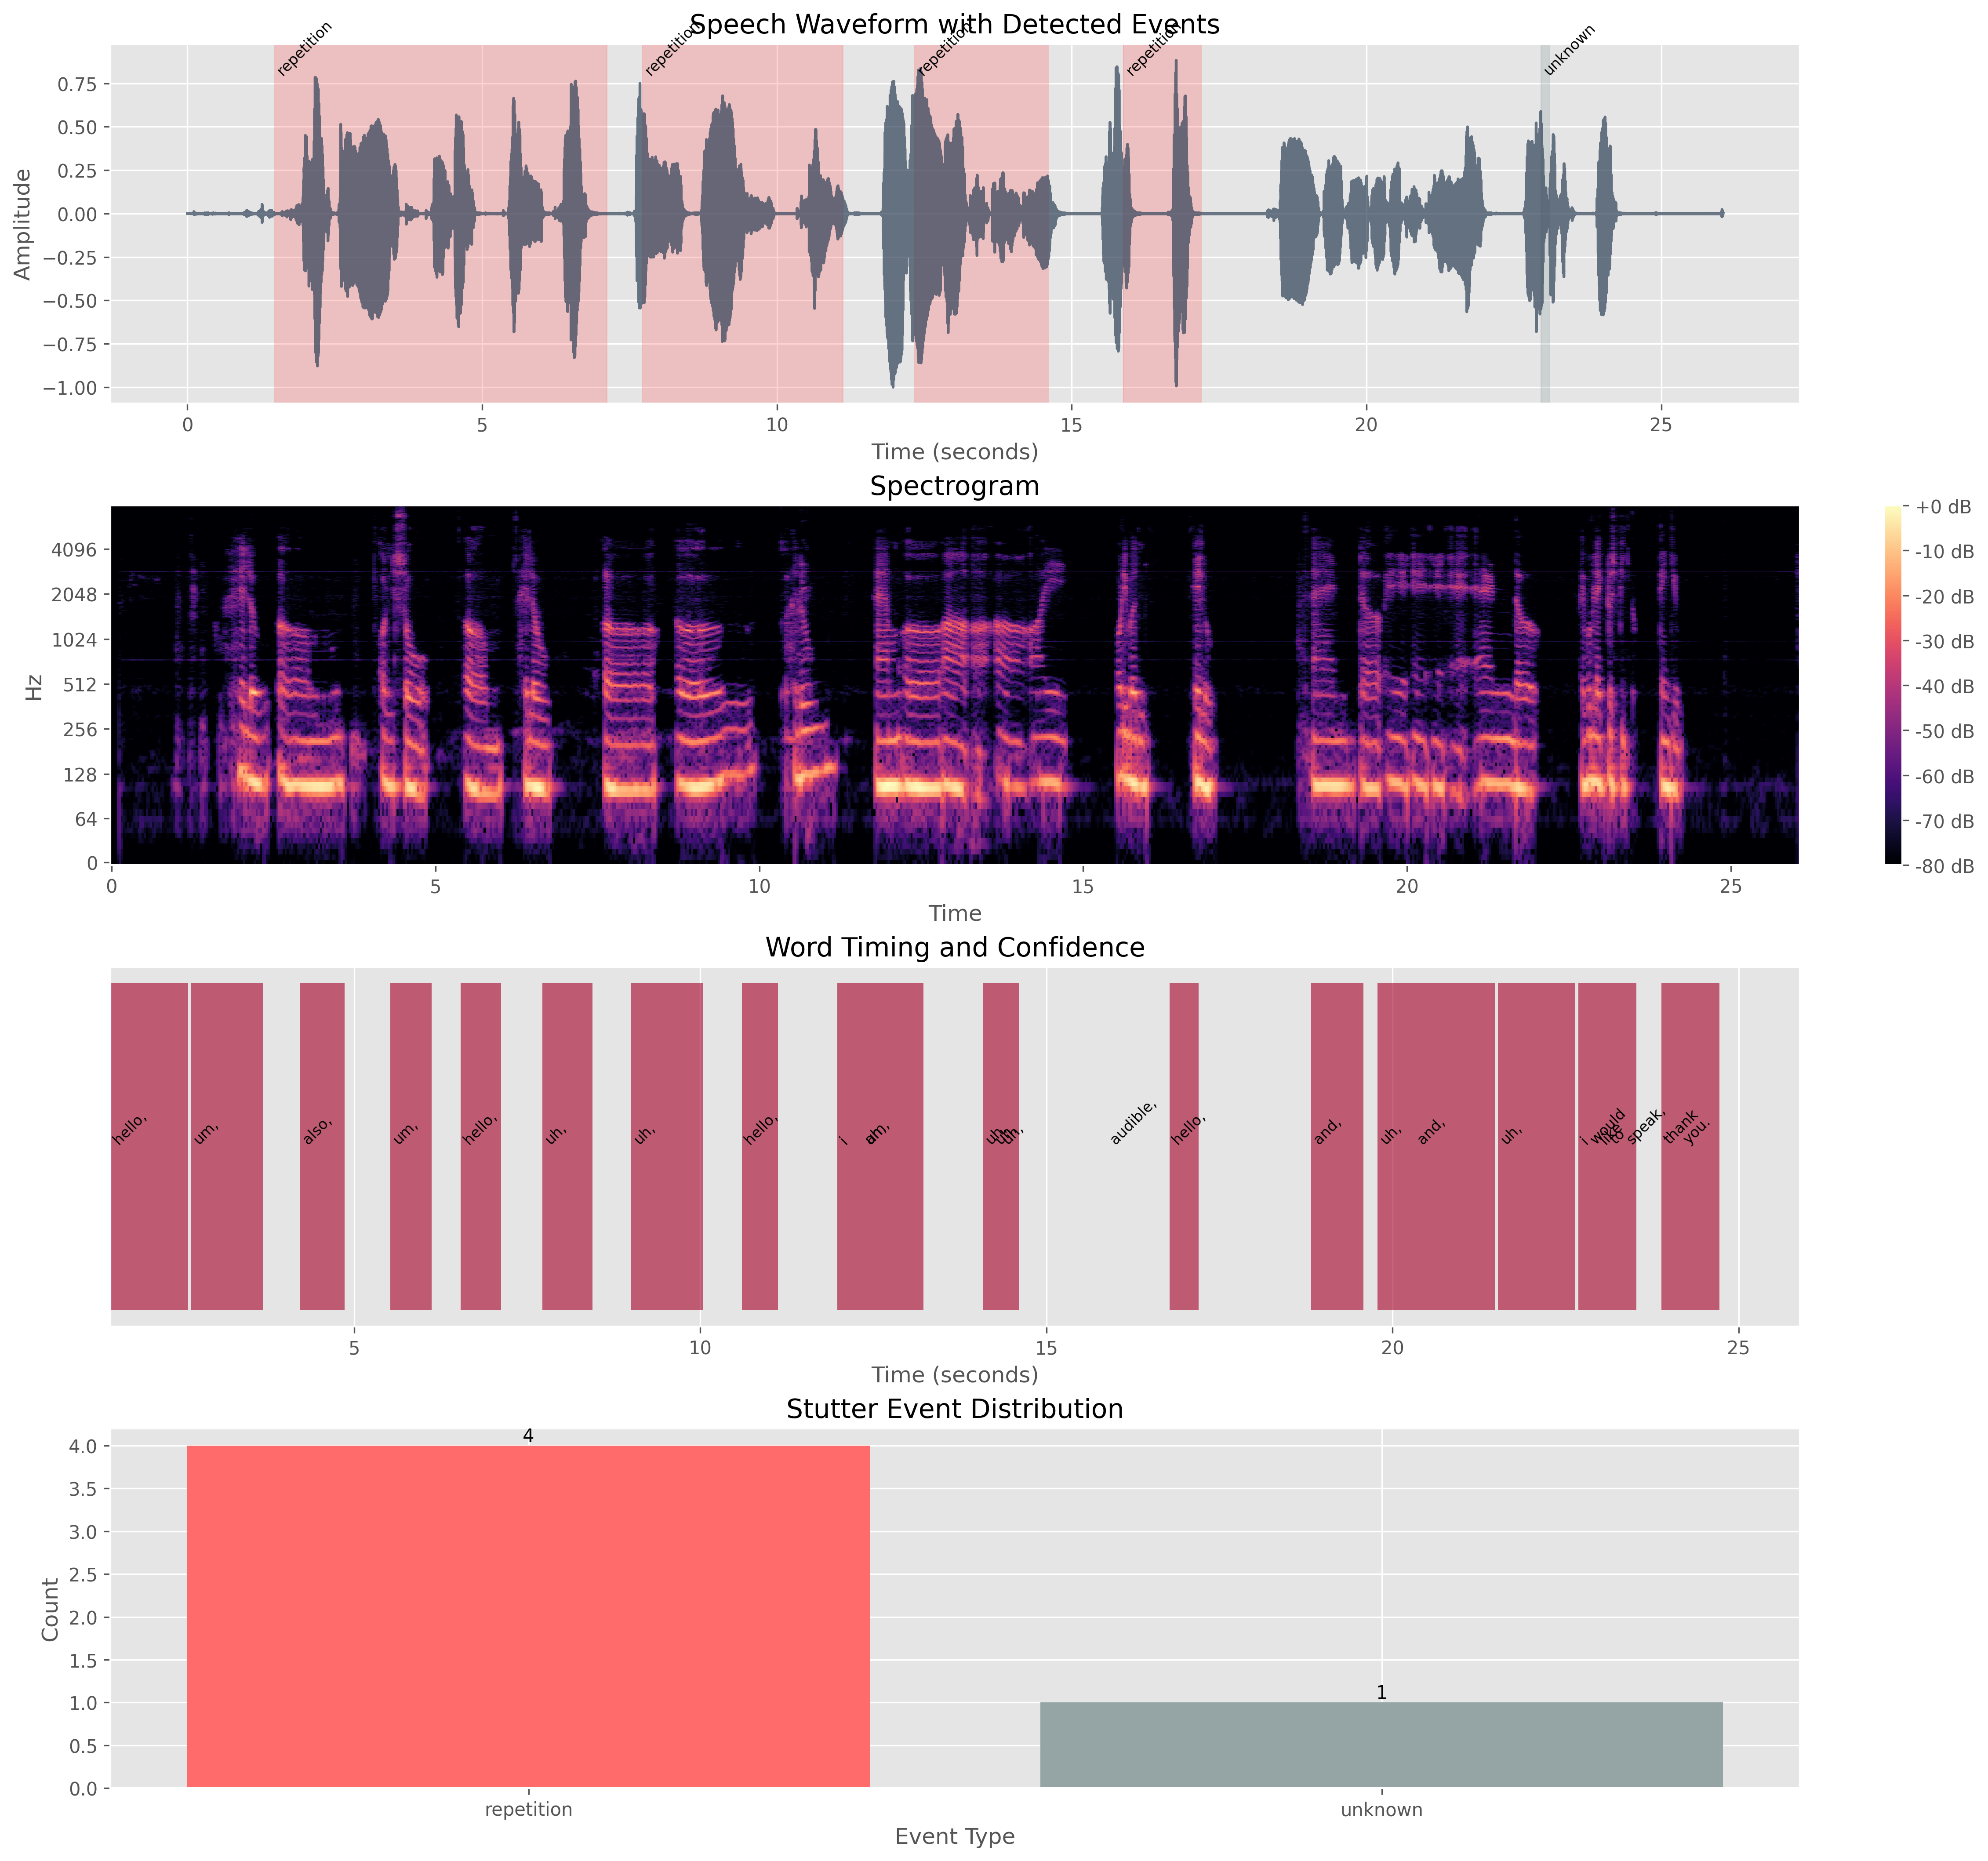 Speech Waveform with Detected Events
repetition
repetition
repetition
repetition
unknown
0.75
0.50
0.25
0.00
−0.25
−0.50
−0.75
−1.00
Amplitude
0 5 10 15 20 25
Time (seconds)
Spectrogram
4096
2048
1024
512
256
128
64
0
Hz
+0 dB
-10 dB
-20 dB
-30 dB
-40 dB
-50 dB
-60 dB
-70 dB
-80 dB
0 5 10 15 20 25
Time
Word Timing and Confidence
hello, um, also, um, hello, uh, uh, hello, i am, uh, uh, audible, hello, and, uh, and, uh, i would like to speak, thank you.
5 10 15 20 25
Time (seconds)
Stutter Event Distribution
4.0
3.5
3.0
2.5
2.0
1.5
1.0
0.5
0.0
Count
4
1
repetition unknown
Event Type